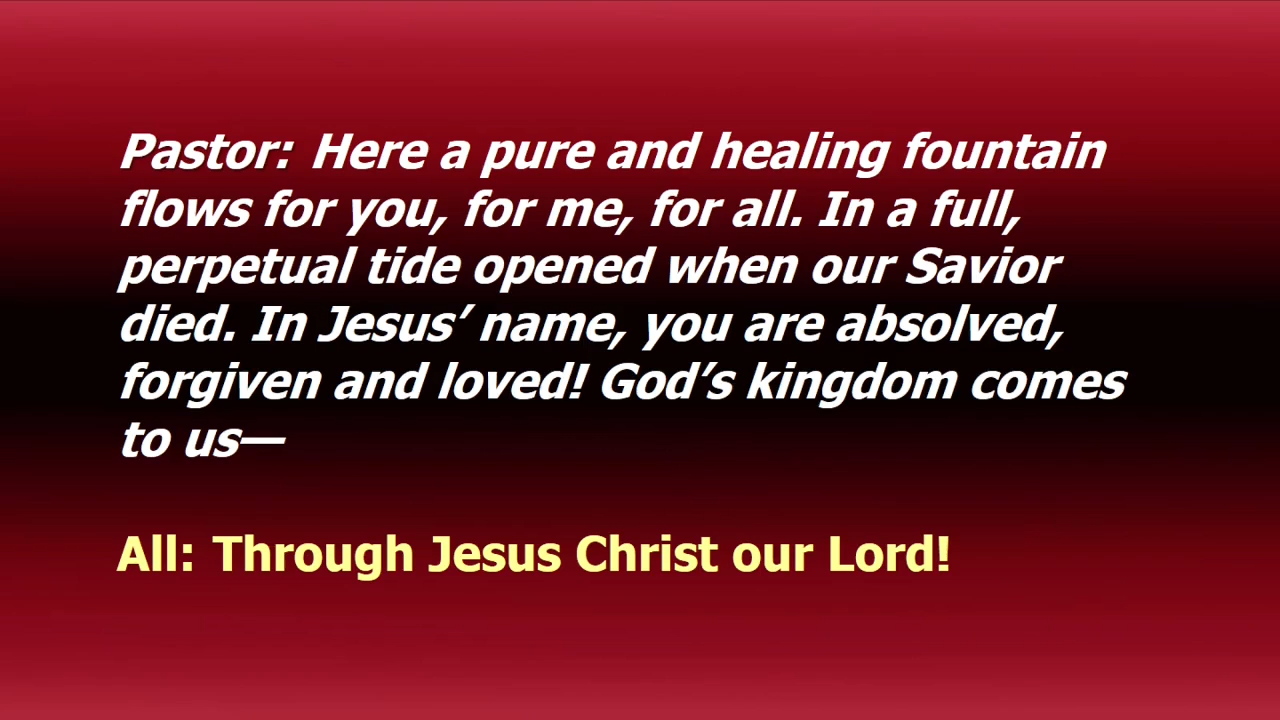 Pastor: Here a pure and healing fountain
flows for you, for me, for all. In a full,
perpetual tide opened when our Savior
died. In Jesus’ name, you are absolved,
forgiven and loved! God’s kingdom comes
to us—
All: Through Jesus Christ our Lord!